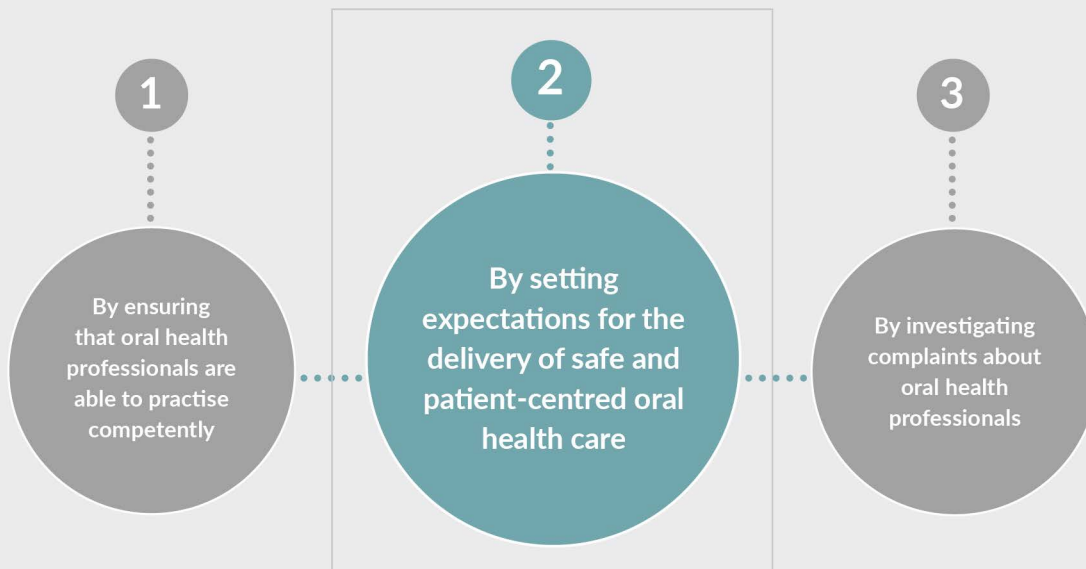 1
By ensuring
that oral health
professionals are
able to practise
competently
2
By setting
expectations for the
delivery of safe and
patient-centred oral
health care
3
By investigating
complaints about
oral health
professionals